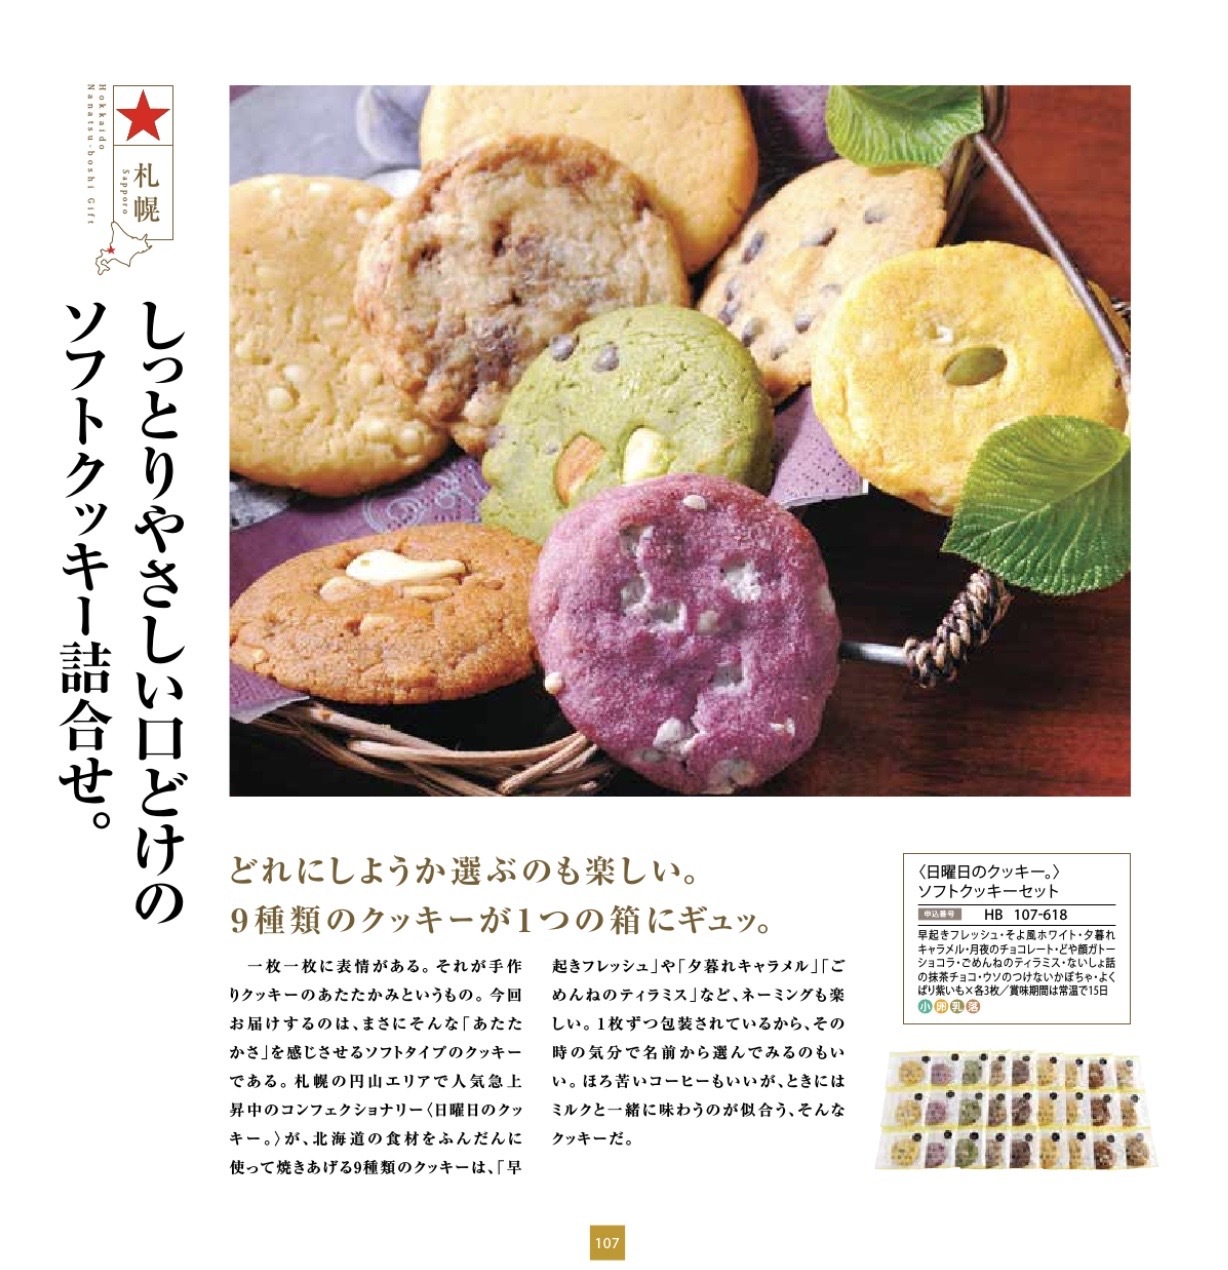 Hokkaido
Nanatsu-boshi Gift
札幌
Sapporo
しっとりやさしい口どけの
ソフトクッキー詰合せ。
どれにしようか選ぶのも楽しい。
9種類のクッキーが1つの箱にギュッ。
一枚一枚に表情がある。それが手作
りクッキーのあたたかみというもの。今回
お届けするのは、まさにそんな「あたた
かさ」を感じさせるソフトタイプのクッキー
である。札幌の円山エリアで人気急上
昇中のコンフェクショナリー〈日曜日のクッ
キー。〉が、北海道の食材をふんだんに
使って焼きあげる9種類のクッキーは、「早
起きフレッシュ」や「夕暮れキャラメル」「ご
めんねのティラミス」など、ネーミングも楽
しい。1枚ずつ包装されているから、その
時の気分で名前から選んでみるのもい
い。ほろ苦いコーヒーもいいが、ときには
ミルクと一緒に味わうのが似合う、そんな
クッキーだ。
〈日曜日のクッキー。〉
ソフトクッキーセット
申込番号 HB 107-618
早起きフレッシュ・そよ風ホワイト・夕暮れ
キャラメル・月夜のチョコレート・どや顔ガトー
ショコラ・ごめんねのティラミス・ないしょ話
の抹茶チョコ・ウソのつけないかぼちゃ・よく
ばり紫いも×各3枚／賞味期間は常温で15日
小 卵 乳 落
107